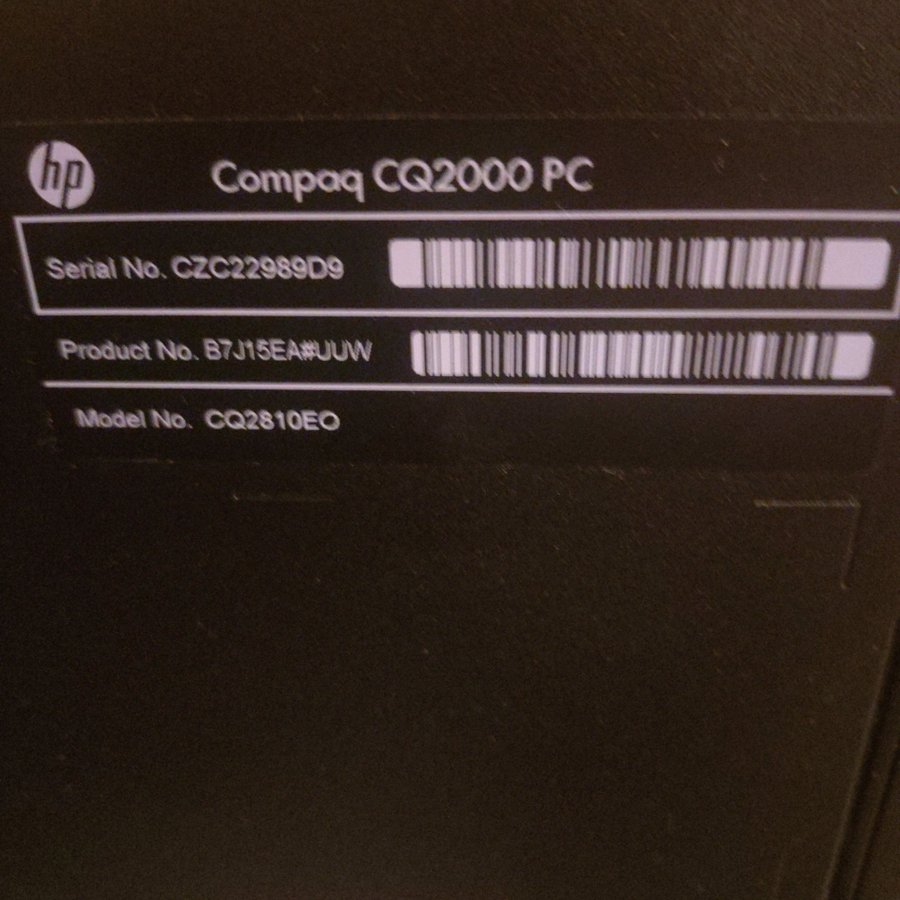 hp Compaq CQ2000 PC
Serial No. CZC22989D9
Product No. B7J15EA#UUW
Model No. CQ2810EO